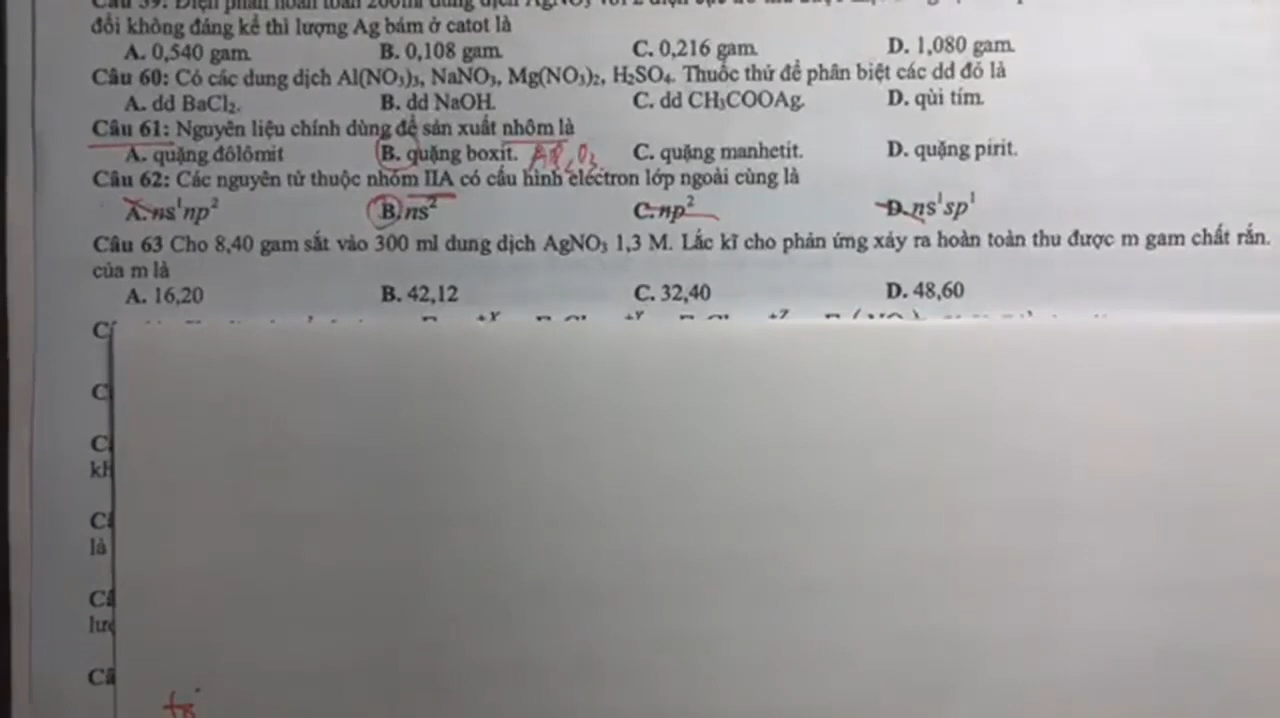 đổi không đáng kể thì lượng Ag bám ở catot là
A. 0,540 gam. B. 0,108 gam. C. 0,216 gam. D. 1,080 gam.
Câu 60: Có các dung dịch Al(NO₃)₃, NaNO₃, Mg(NO₃)₂, H₂SO₄. Thuốc thử để phân biệt các dd đó là
A. dd BaCl₂. B. dd NaOH. C. dd CH₃COOAg. D. qùi tím.
Câu 61: Nguyên liệu chính dùng để sản xuất nhôm là
A. quặng đôlômit B. quặng boxit. Al₂O₃ C. quặng manhetit. D. quặng pirit.
Câu 62: Các nguyên tử thuộc nhóm IIA có cấu hình electron lớp ngoài cùng là
A. ns¹np² B. ns² C. np² D. ns¹sp¹
Câu 63 Cho 8,40 gam sắt vào 300 ml dung dịch AgNO₃ 1,3 M. Lắc kĩ cho phản ứng xảy ra hoàn toàn thu được m gam chất rắn.
của m là
A. 16,20 B. 42,12 C. 32,40 D. 48,60
C
C
C
kh
là